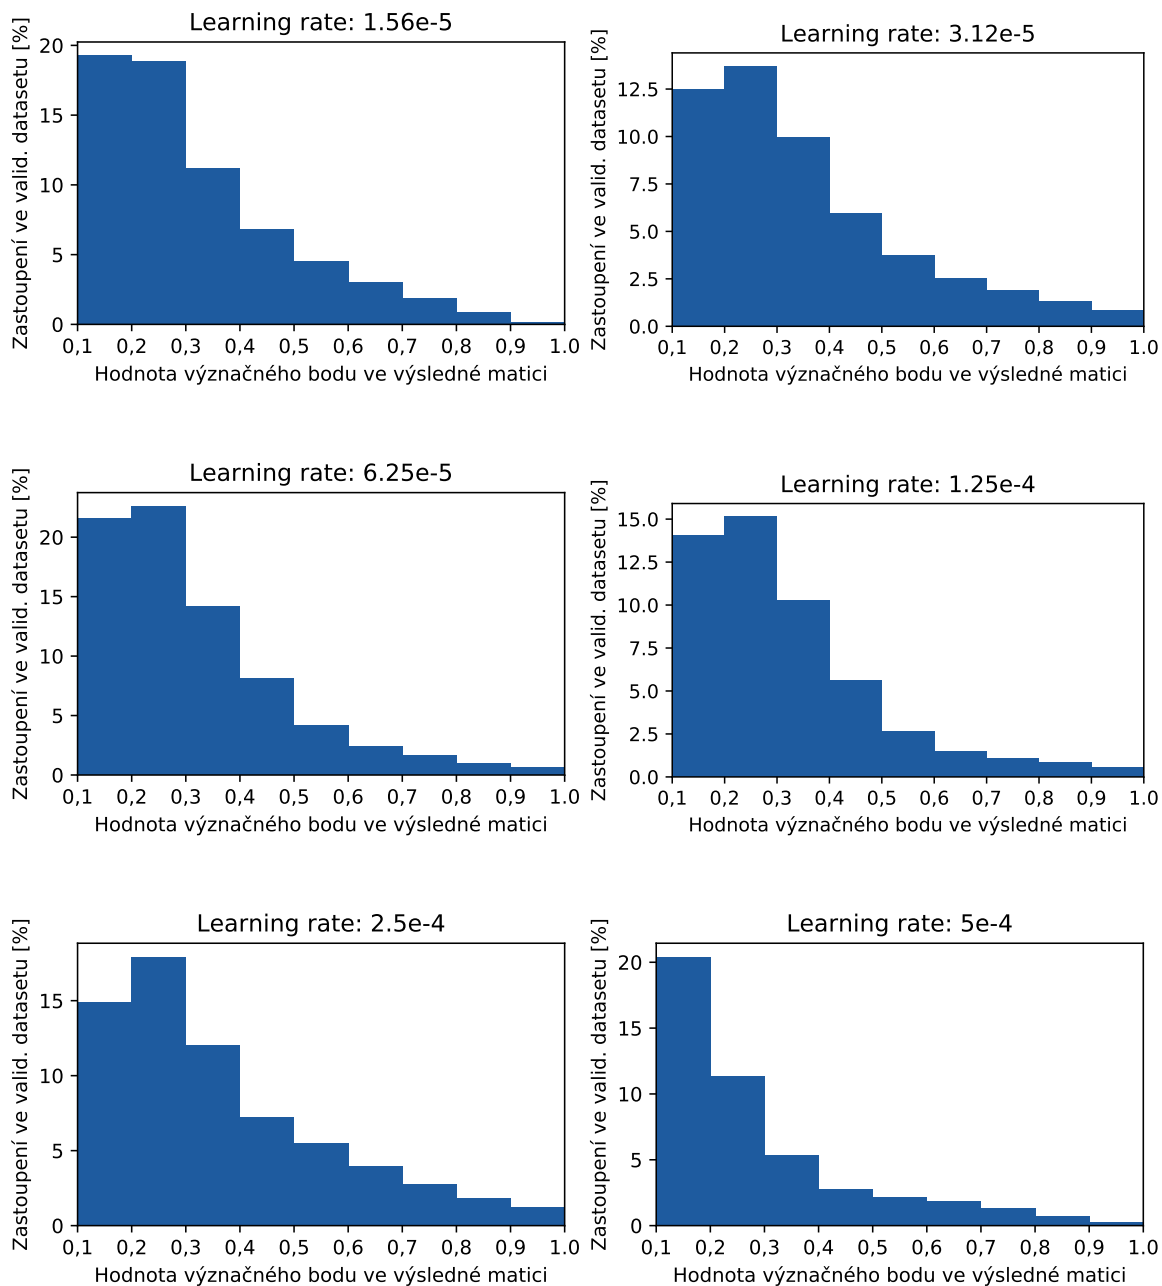 Learning rate: 1.56e-5
Zastoupení ve valid. datasetu [%]
20
15
10
5
0
0,1 0,2 0,3 0,4 0,5 0,6 0,7 0,8 0,9 1.0
Hodnota význačného bodu ve výsledné matici
Learning rate: 3.12e-5
Zastoupení ve valid. datasetu [%]
12.5
10.0
7.5
5.0
2.5
0.0
0,1 0,2 0,3 0,4 0,5 0,6 0,7 0,8 0,9 1.0
Hodnota význačného bodu ve výsledné matici
Learning rate: 6.25e-5
Zastoupení ve valid. datasetu [%]
20
15
10
5
0
0,1 0,2 0,3 0,4 0,5 0,6 0,7 0,8 0,9 1.0
Hodnota význačného bodu ve výsledné matici
Learning rate: 1.25e-4
Zastoupení ve valid. datasetu [%]
15.0
12.5
10.0
7.5
5.0
2.5
0.0
0,1 0,2 0,3 0,4 0,5 0,6 0,7 0,8 0,9 1.0
Hodnota význačného bodu ve výsledné matici
Learning rate: 2.5e-4
Zastoupení ve valid. datasetu [%]
15
10
5
0
0,1 0,2 0,3 0,4 0,5 0,6 0,7 0,8 0,9 1.0
Hodnota význačného bodu ve výsledné matici
Learning rate: 5e-4
Zastoupení ve valid. datasetu [%]
20
15
10
5
0
0,1 0,2 0,3 0,4 0,5 0,6 0,7 0,8 0,9 1.0
Hodnota význačného bodu ve výsledné matici